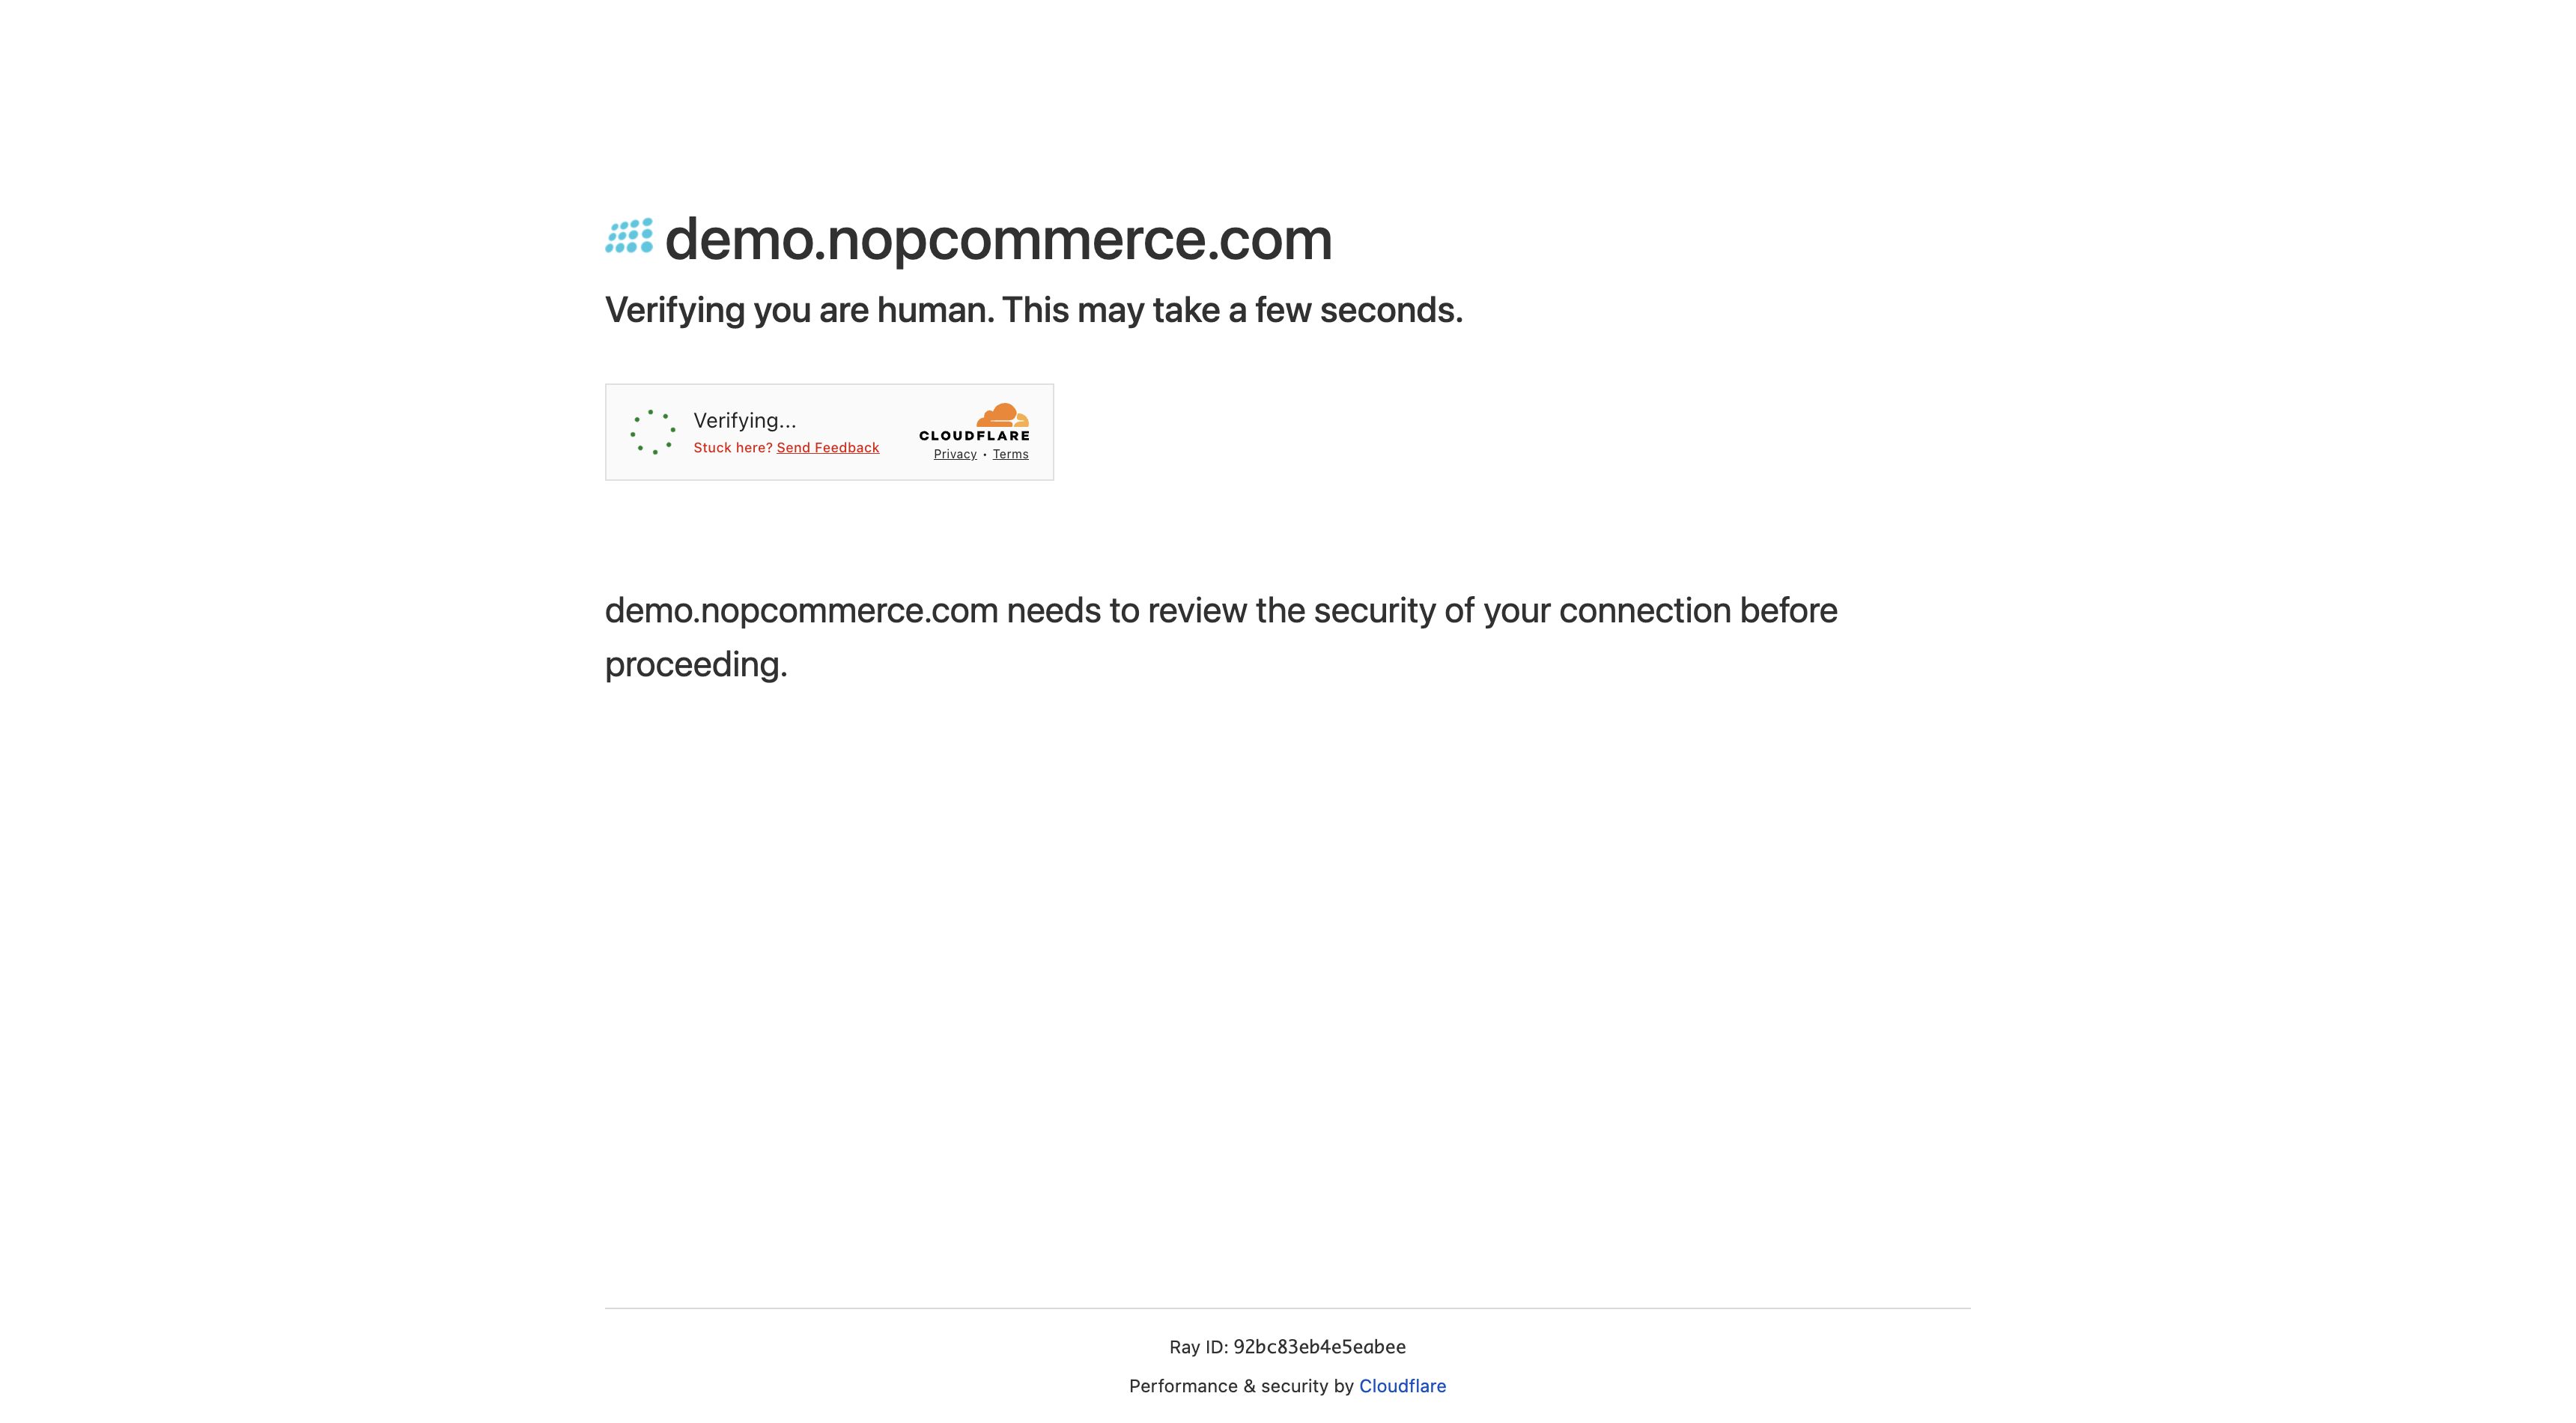 demo.nopcommerce.com
Verifying you are human. This may take a few seconds.
Verifying...
Stuck here? Send Feedback
CLOUDFLARE
Privacy • Terms
demo.nopcommerce.com needs to review the security of your connection before
proceeding.
Ray ID: 92bc83eb4e5eabee
Performance & security by Cloudflare